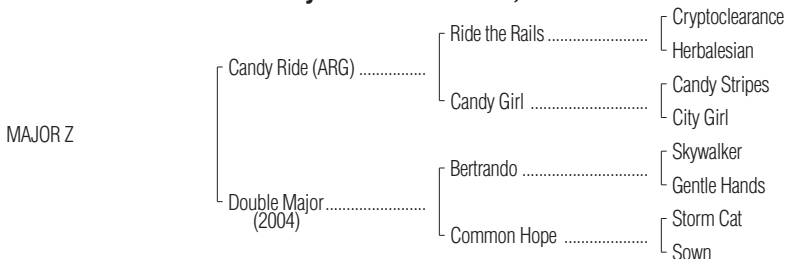 Cryptoclearance
Ride the Rails
Herbalesian
Candy Ride (ARG)
Candy Stripes
Candy Girl
City Girl
MAJOR Z
Skywalker
Bertrando
Gentle Hands
Double Major
(2004)
Storm Cat
Common Hope
Sown